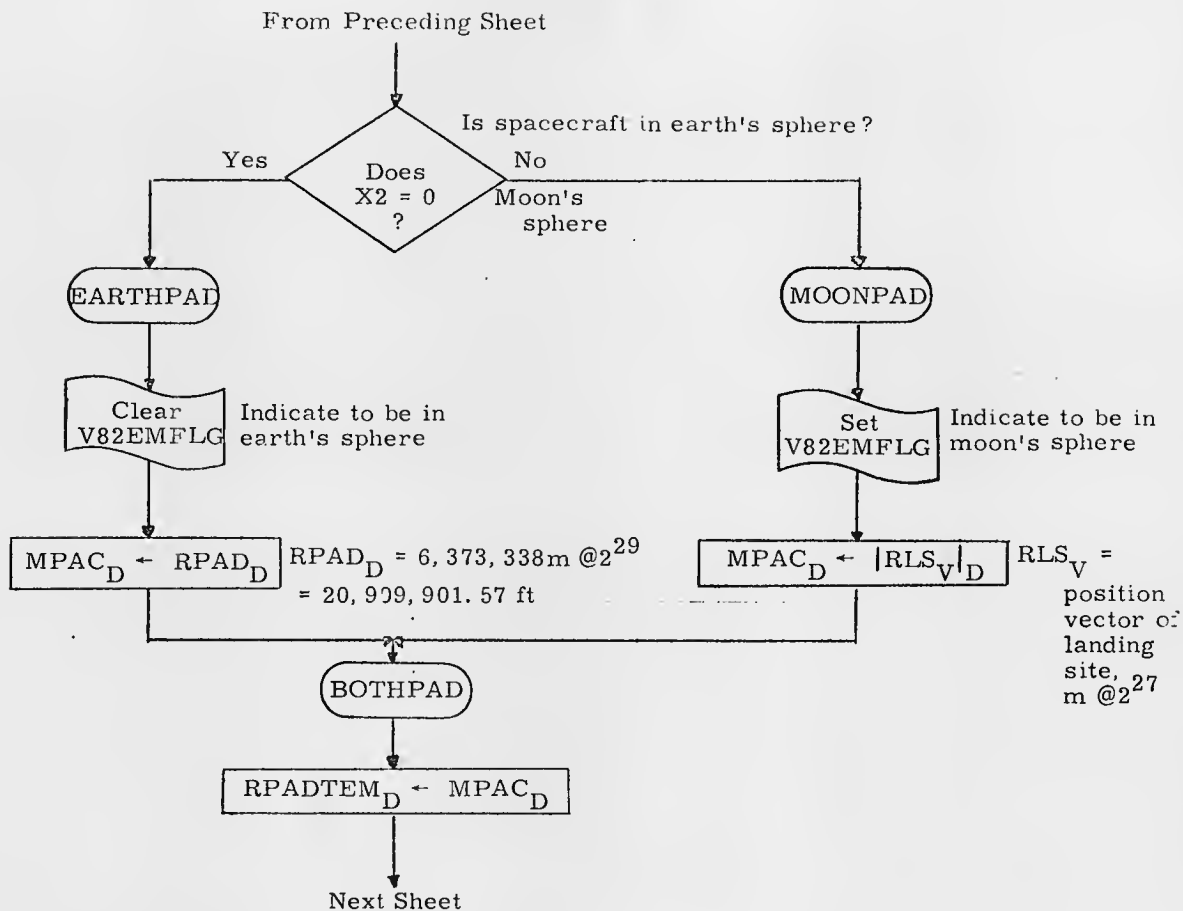 From Preceding Sheet
Is spacecraft in earth's sphere?
Yes
Does
X2 = 0
?
No
Moon's
sphere
EARTHPAD
MOONPAD
Clear
V82EMFLG
Indicate to be in
earth's sphere
Set
V82EMFLG
Indicate to be in
moon's sphere
MPAC_D ← RPAD_D
RPAD_D = 6,373,338m @2^29
= 20,909,901.57 ft
MPAC_D ← |RLS_V|_D
RLS_V =
position
vector of
landing
site,
m @2^27
BOTHPAD
RPADTEM_D ← MPAC_D
Next Sheet